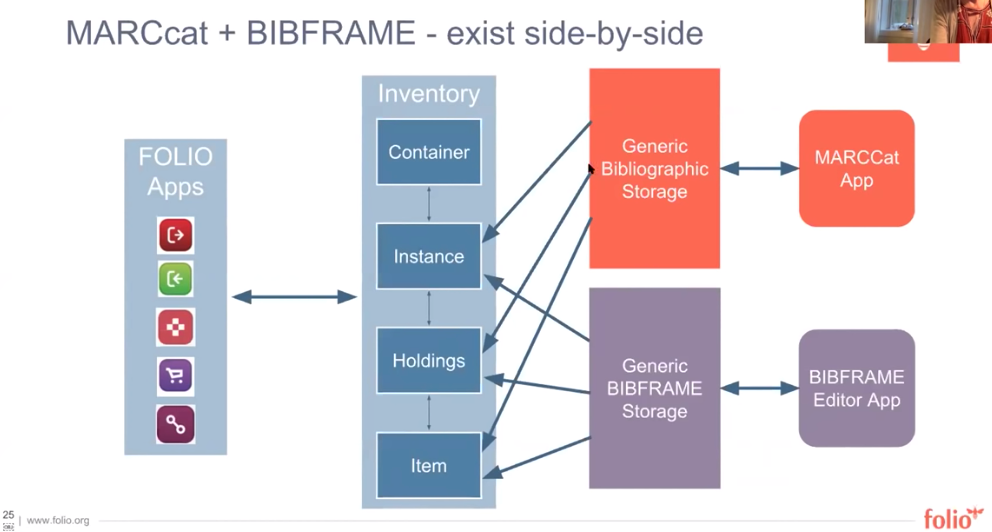 MARCcat + BIBFRAME - exist side-by-side
FOLIO
Apps
Inventory
Container
Instance
Holdings
Item
Generic
Bibliographic
Storage
MARCCat
App
Generic
BIBFRAME
Storage
BIBFRAME
Editor App
25
www.folio.org
folio